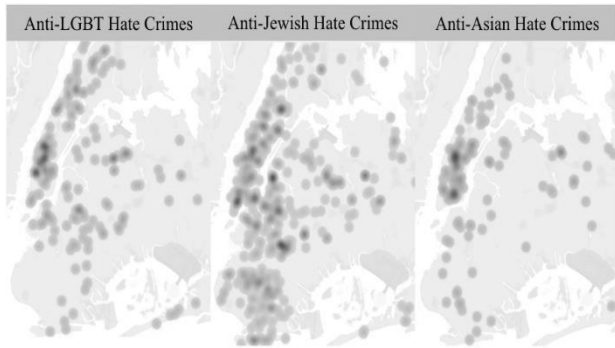 Anti-LGBT Hate Crimes
Anti-Jewish Hate Crimes
Anti-Asian Hate Crimes